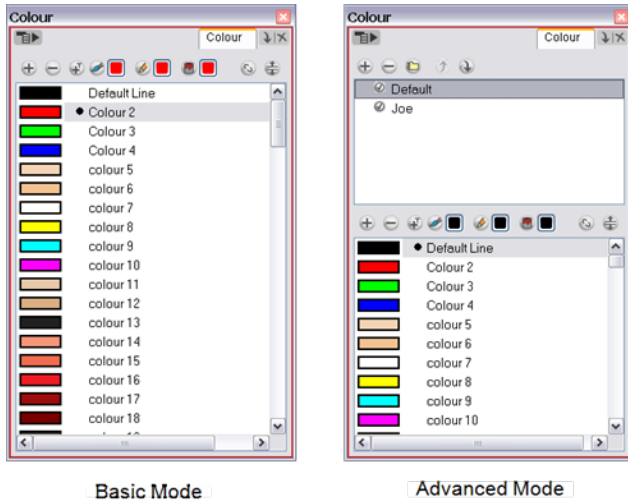 Colour
Colour
Default Line
Colour 2
Colour 3
Colour 4
colour 5
colour 6
colour 7
colour 8
colour 9
colour 10
colour 11
colour 12
colour 13
colour 14
colour 15
colour 16
colour 17
colour 18
Basic Mode
Colour
Colour
Default
Joe
Default Line
Colour 2
Colour 3
Colour 4
colour 5
colour 6
colour 7
colour 8
colour 9
colour 10
Advanced Mode